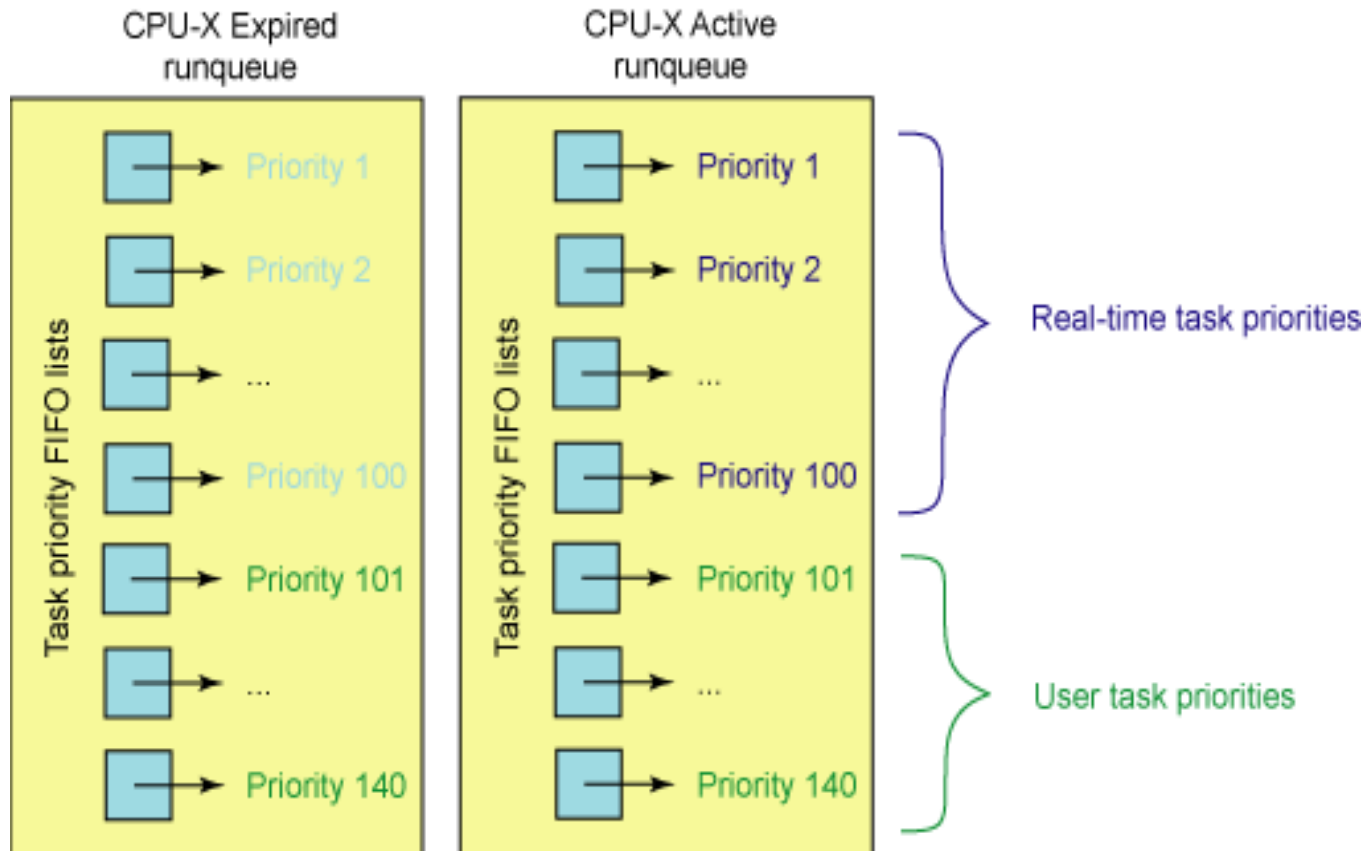 CPU-X Expired
runqueue
Task priority FIFO lists
Priority 1
Priority 2
...
Priority 100
Priority 101
...
Priority 140
CPU-X Active
runqueue
Task priority FIFO lists
Priority 1
Priority 2
...
Priority 100
Priority 101
...
Priority 140
Real-time task priorities
User task priorities